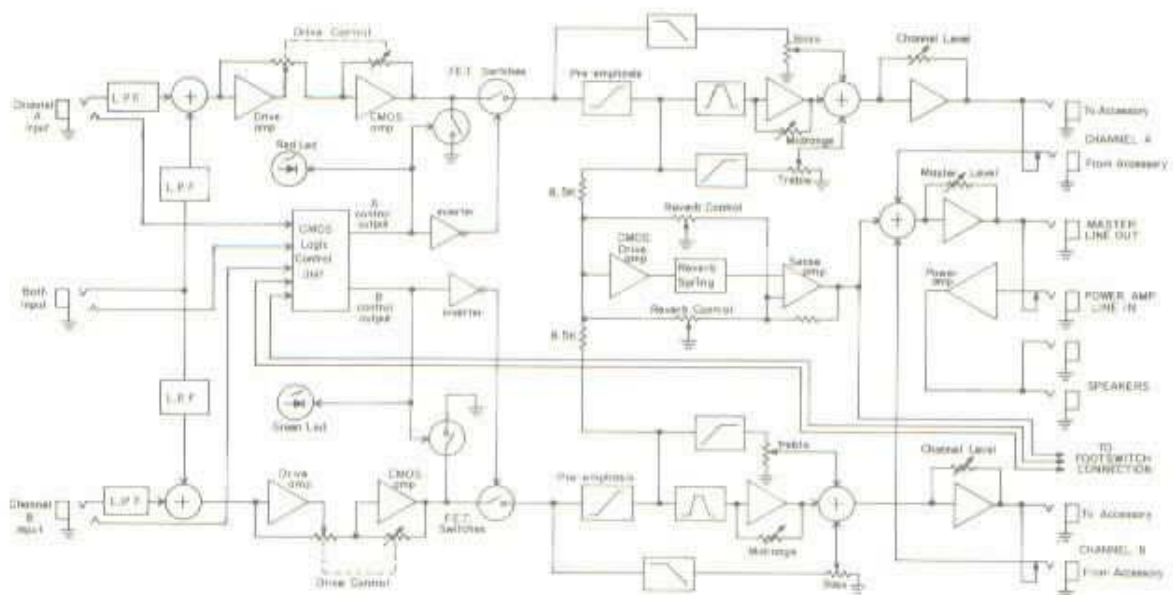 Drive Control
Channel
A
Input
L.P.F.
Drive
amp
CMOS
amp
F.E.T. Switches
Pre-emphasis
Bass
Midrange
Treble
Channel Level
To Accessory
CHANNEL A
From Accessory
Red Led
L.P.F
A
control
output
inverter
CMOS
Logic
Control
Unit
8.5K
Reverb Control
CMOS
Drive
amp
Reverb
Spring
Sense
amp
Master Level
MASTER
LINE OUT
Both
Input
B
control
output
inverter
Reverb Control
8.5K
Power
amp
POWER AMP
LINE IN
SPEAKERS
L.P.F
Green Led
TO
FOOTSWITCH
CONNECTION
Channel
B
Input
L.P.F
Drive
amp
CMOS
amp
F.E.T.
Switches
Drive Control
Pre-emphasis
Treble
Midrange
Bass
Channel Level
To Accessory
CHANNEL B
From Accessory